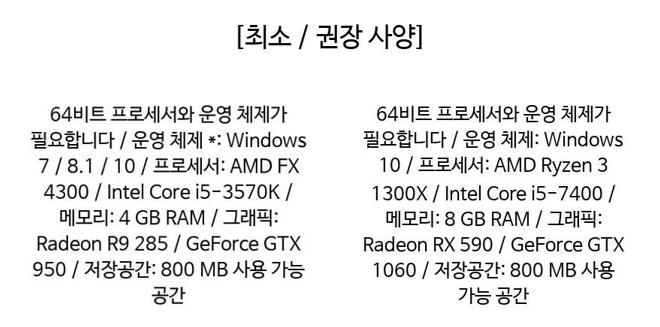 [최소 / 권장 사양]
64비트 프로세서와 운영 체제가
필요합니다 / 운영 체제 *: Windows
7 / 8.1 / 10 / 프로세서: AMD FX
4300 / Intel Core i5-3570K /
메모리: 4 GB RAM / 그래픽:
Radeon R9 285 / GeForce GTX
950 / 저장공간: 800 MB 사용 가능
공간
64비트 프로세서와 운영 체제가
필요합니다 / 운영 체제: Windows
10 / 프로세서: AMD Ryzen 3
1300X / Intel Core i5-7400 /
메모리: 8 GB RAM / 그래픽:
Radeon RX 590 / GeForce GTX
1060 / 저장공간: 800 MB 사용
가능 공간